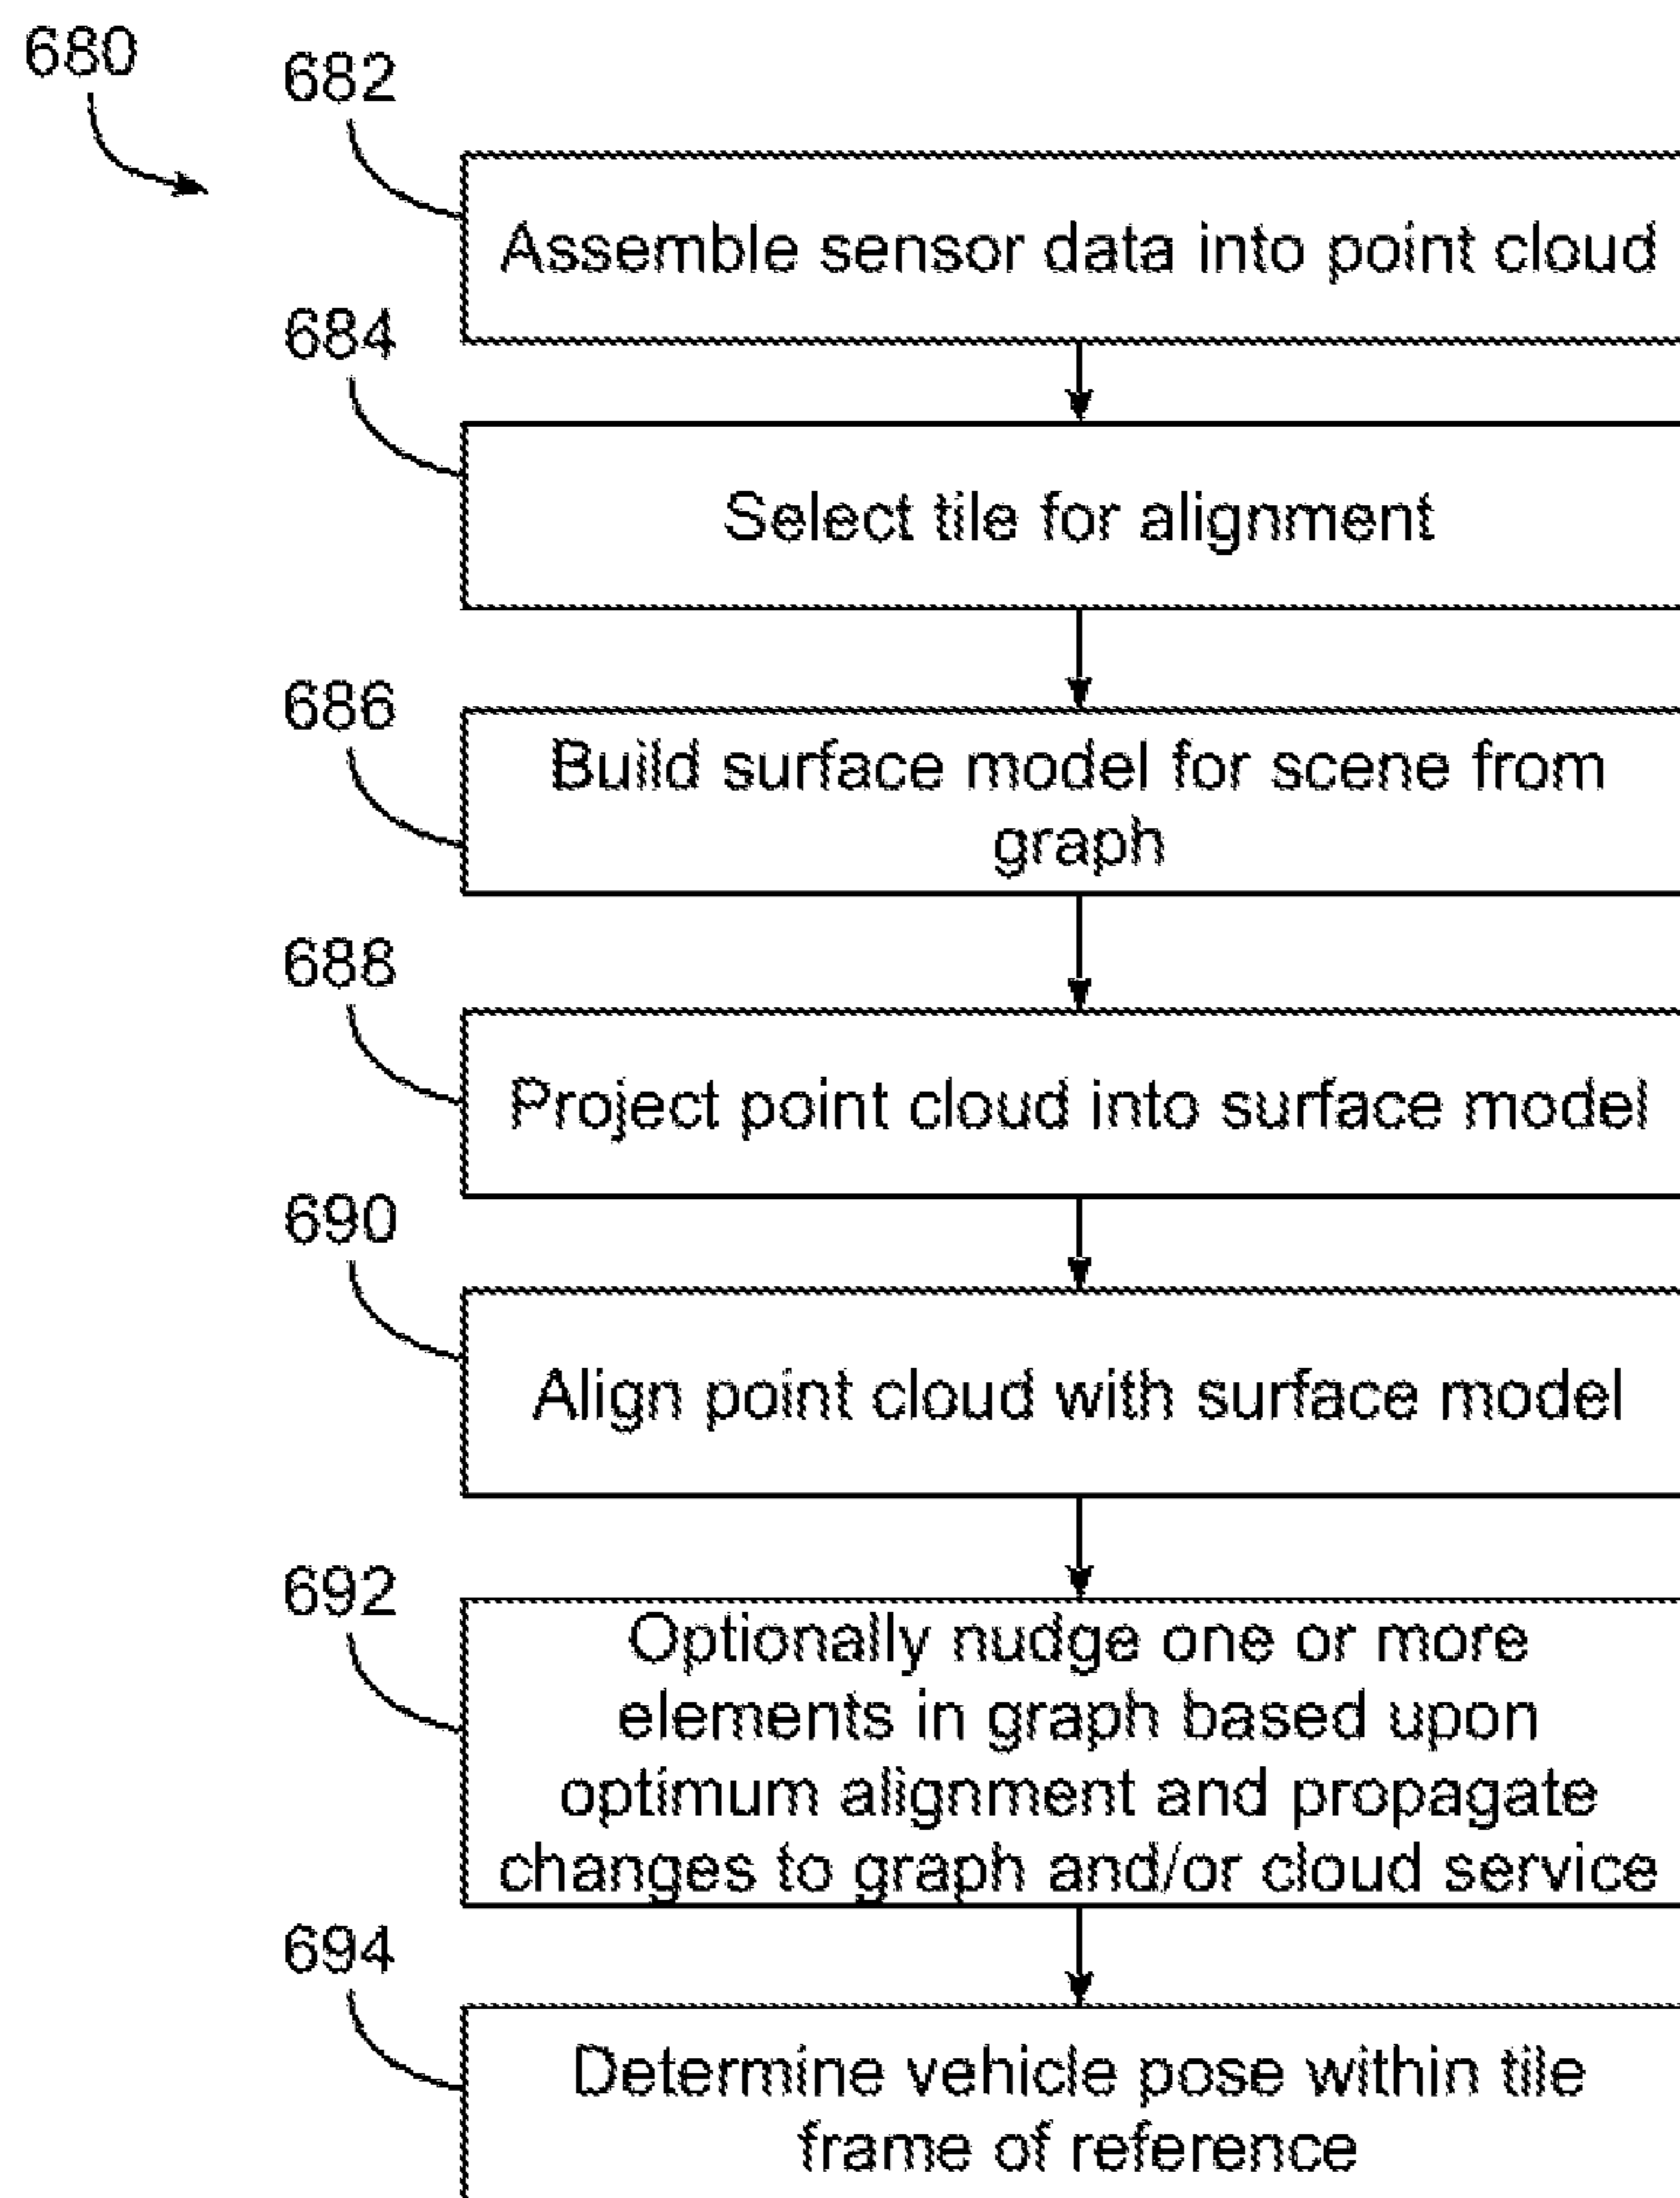 680
682
Assemble sensor data into point cloud
684
Select tile for alignment
686
Build surface model for scene from
graph
688
Project point cloud into surface model
690
Align point cloud with surface model
692
Optionally nudge one or more
elements in graph based upon
optimum alignment and propagate
changes to graph and/or cloud service
694
Determine vehicle pose within tile
frame of reference